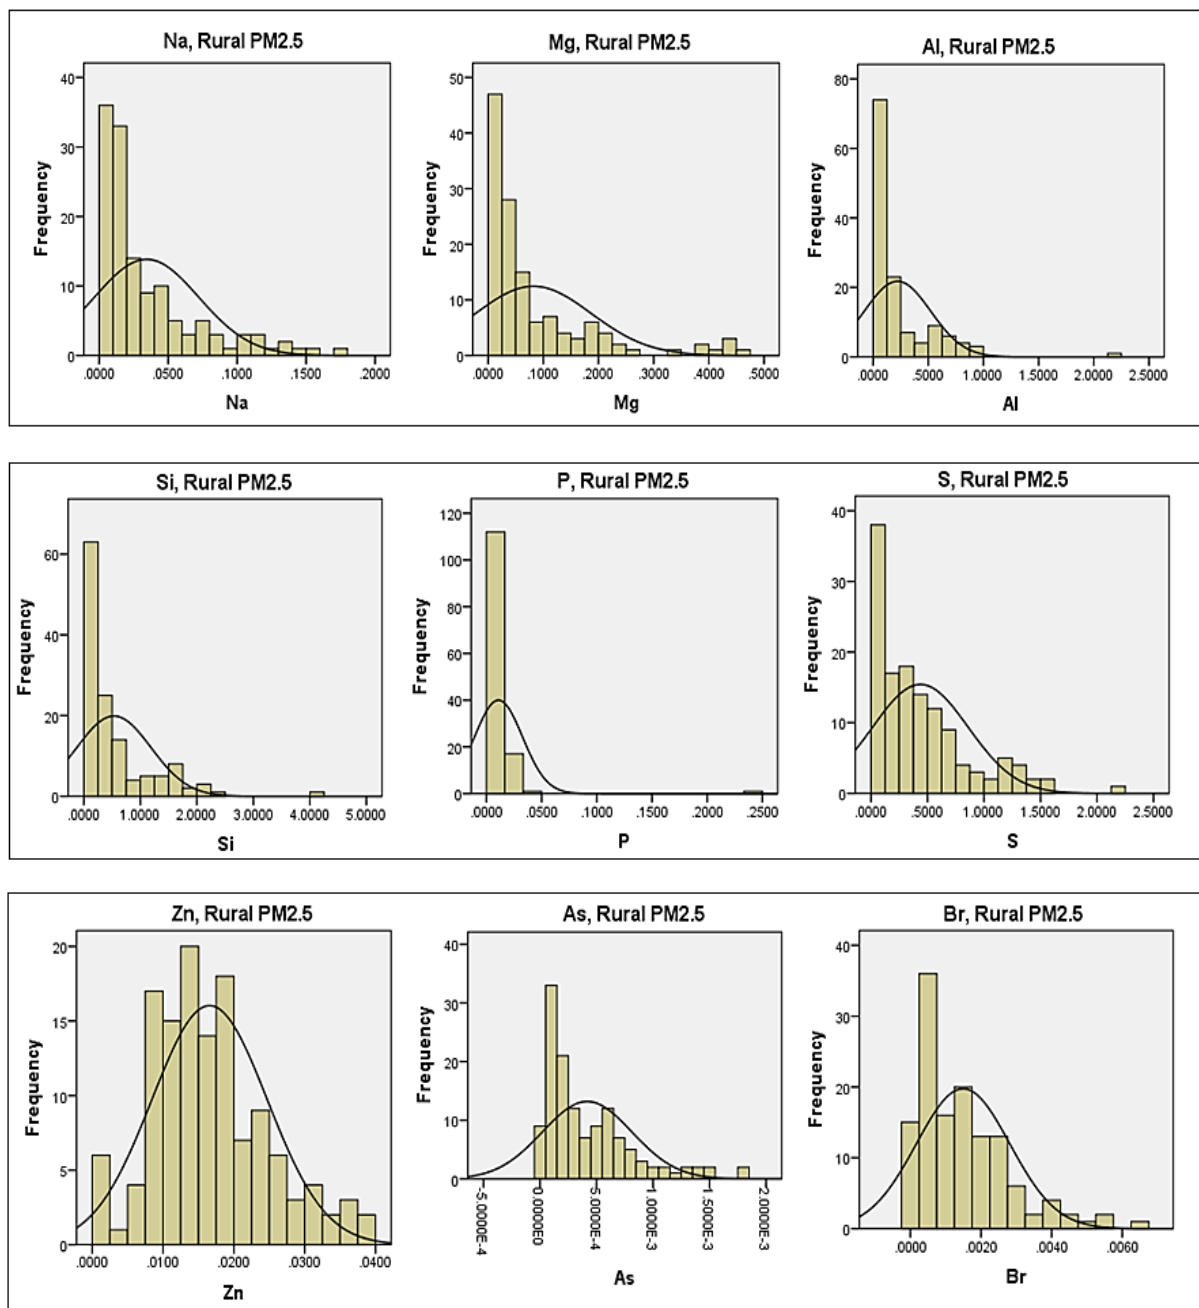 Na, Rural PM2.5
Mg, Rural PM2.5
Al, Rural PM2.5
40
30
20
10
0
Frequency
.0000 .0500 .1000 .1500 .2000
Na
50
40
30
20
10
0
Frequency
.0000 .1000 .2000 .3000 .4000 .5000
Mg
80
60
40
20
0
Frequency
.0000 .5000 1.0000 1.5000 2.0000 2.5000
Al
Si, Rural PM2.5
P, Rural PM2.5
S, Rural PM2.5
60
40
20
0
Frequency
.0000 1.0000 2.0000 3.0000 4.0000 5.0000
Si
120
100
80
60
40
20
0
Frequency
.0000 .0500 .1000 .1500 .2000 .2500
P
40
30
20
10
0
Frequency
.0000 .5000 1.0000 1.5000 2.0000 2.5000
S
Zn, Rural PM2.5
As, Rural PM2.5
Br, Rural PM2.5
20
15
10
5
0
Frequency
.0000 .0100 .0200 .0300 .0400
Zn
40
30
20
10
0
Frequency
-5.0000E-4 0.0000E0 5.0000E-4 1.0000E-3 1.5000E-3 2.0000E-3
As
40
30
20
10
0
Frequency
.0000 .0020 .0040 .0060
Br